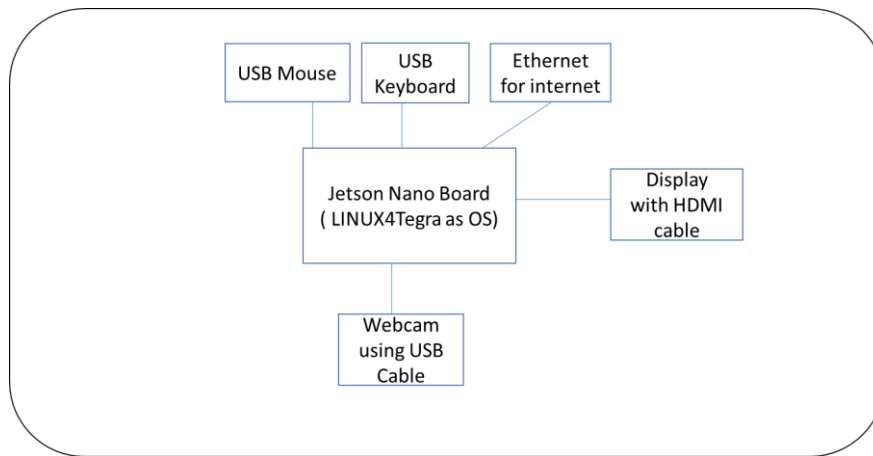 USB Mouse
USB
Keyboard
Ethernet
for internet
Jetson Nano Board
( LINUX4Tegra as OS)
Display
with HDMI
cable
Webcam
using USB
Cable